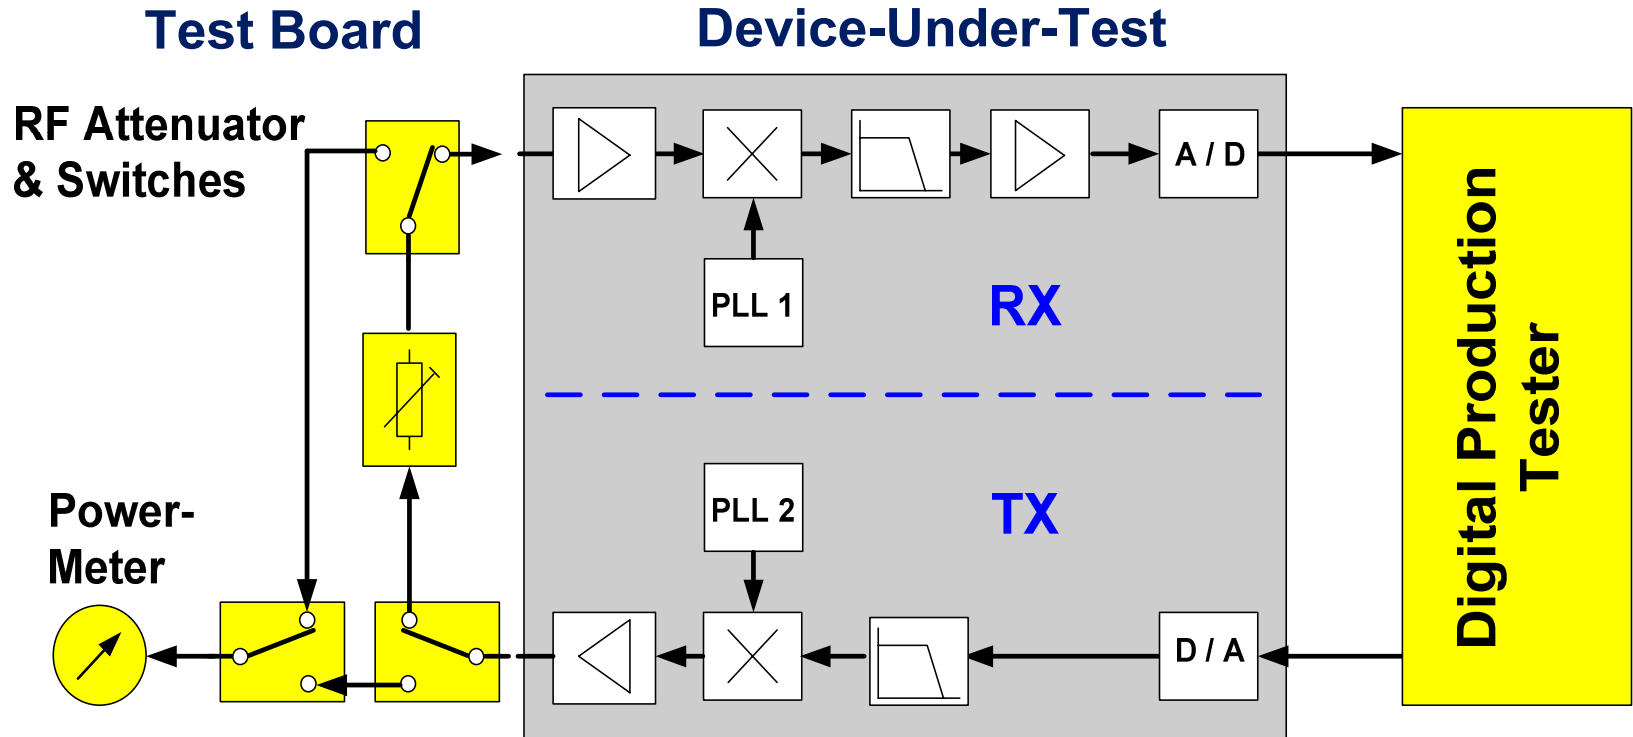 Test Board
Device-Under-Test
RF Attenuator
& Switches
A / D
PLL 1
RX
Digital Production
Tester
PLL 2
TX
Power-
Meter
D / A